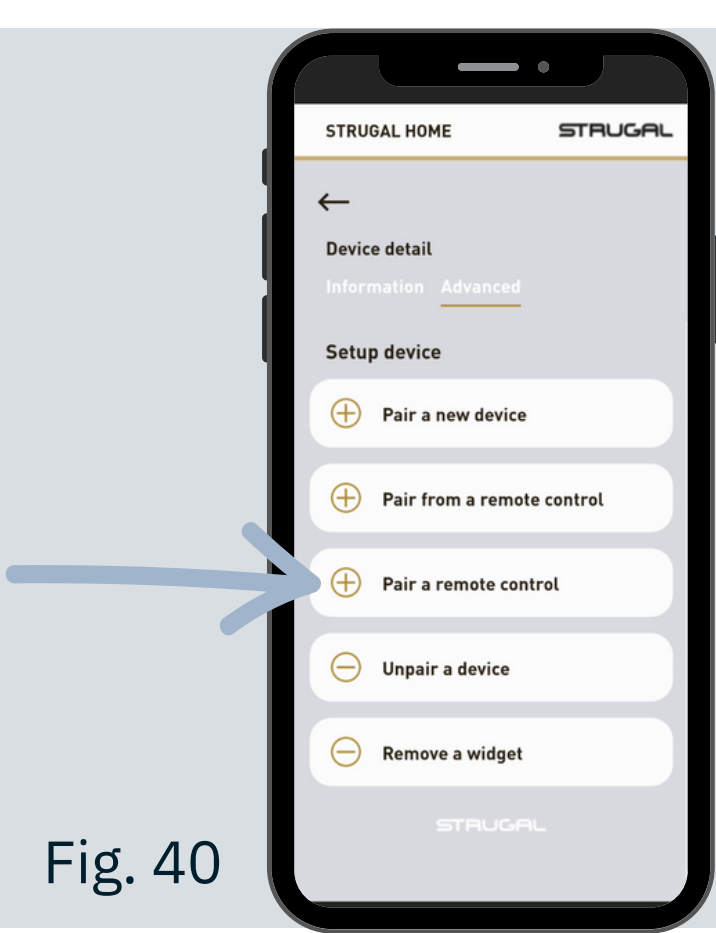 STRUGAL HOME STRUGAL
Device detail
Information Advanced
Setup device
Pair a new device
Pair from a remote control
Pair a remote control
Unpair a device
Remove a widget
STRUGAL
Fig. 40